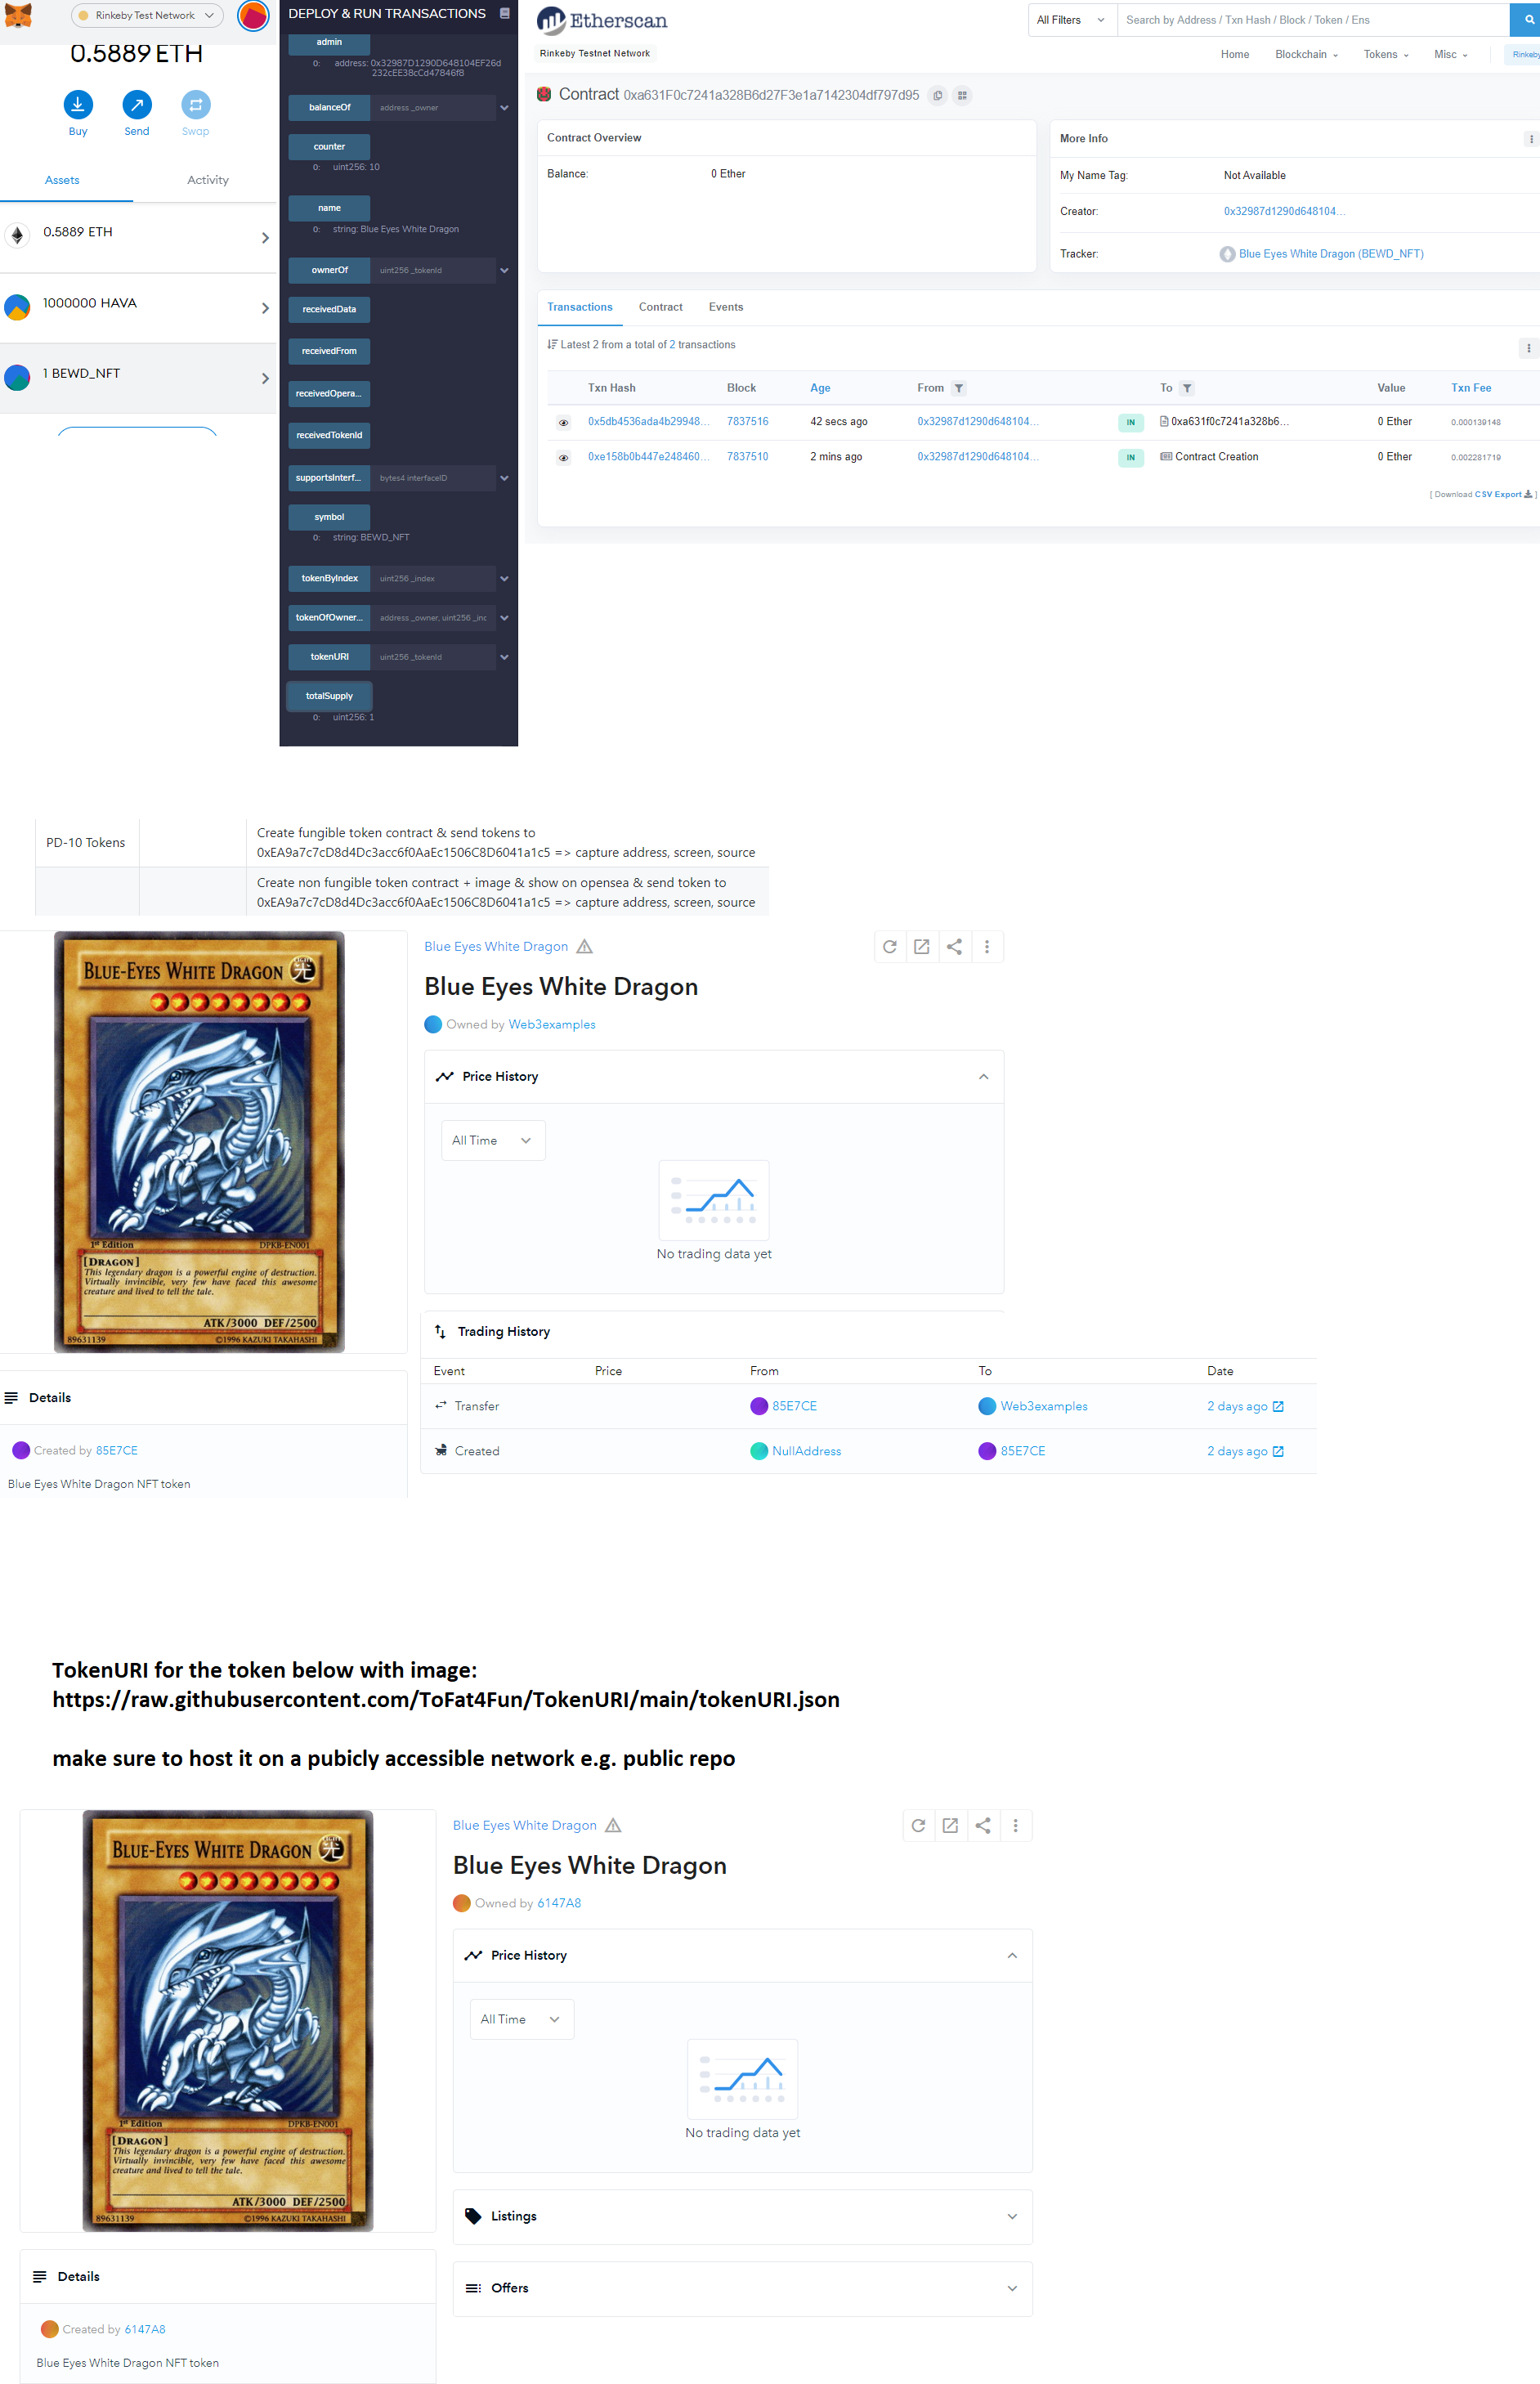 Rinkeby Test Network
0.5889 ETH
Buy
Send
Swap
Assets
Activity
0.5889 ETH
1000000 HAVA
1 BEWD_NFT
DEPLOY & RUN TRANSACTIONS
admin
0: address: 0x32987D1290D648104EF26d
232cEE38cCd47846f8
balanceOf address _owner
counter
0: uint256: 10
name
0: string: Blue Eyes White Dragon
ownerOf uint256 _tokenId
receivedData
receivedFrom
receivedOpera...
receivedTokenId
supportsInterf... bytes4 interfaceID
symbol
0: string: BEWD_NFT
tokenByIndex uint256 _index
tokenOfOwner... address _owner, uint256 _inc
tokenURI uint256 _tokenId
totalSupply
0: uint256: 1
Etherscan
All Filters
Search by Address / Txn Hash / Block / Token / Ens
Rinkeby Testnet Network
Home Blockchain Tokens Misc Rinkeby
Contract 0xa631F0c7241a328B6d27F3e1a7142304df797d95
Contract Overview
Balance: 0 Ether
More Info
My Name Tag: Not Available
Creator: 0x32987d1290d648104...
Tracker: Blue Eyes White Dragon (BEWD_NFT)
Transactions Contract Events
Latest 2 from a total of 2 transactions
Txn Hash Block Age From To Value Txn Fee
0x5db4536ada4b29948... 7837516 42 secs ago 0x32987d1290d648104... IN 0xa631f0c7241a328b6... 0 Ether 0.000139148
0xe158b0b447e248460... 7837510 2 mins ago 0x32987d1290d648104... IN Contract Creation 0 Ether 0.002281719
[ Download CSV Export ]
PD-10 Tokens
Create fungible token contract & send tokens to
0xEA9a7c7cD8d4Dc3acc6f0AaEc1506C8D6041a1c5 => capture address, screen, source
Create non fungible token contract + image & show on opensea & send token to
0xEA9a7c7cD8d4Dc3acc6f0AaEc1506C8D6041a1c5 => capture address, screen, source
BLUE-EYES WHITE DRAGON
光
1st Edition DPKB-EN001
[DRAGON]
This legendary dragon is a powerful engine of destruction.
Virtually invincible, very few have faced this awesome
creature and lived to tell the tale.
ATK/3000 DEF/2500
89631139 ©1996 KAZUKI TAKAHASHI
Blue Eyes White Dragon
Blue Eyes White Dragon
Owned by Web3examples
Price History
All Time
No trading data yet
Trading History
Event Price From To Date
Transfer 85E7CE Web3examples 2 days ago
Created NullAddress 85E7CE 2 days ago
Details
Created by 85E7CE
Blue Eyes White Dragon NFT token
TokenURI for the token below with image:
https://raw.githubusercontent.com/ToFat4Fun/TokenURI/main/tokenURI.json
make sure to host it on a pubicly accessible network e.g. public repo
BLUE-EYES WHITE DRAGON
LIGHT
光
1st Edition DPKB-EN001
[DRAGON]
This legendary dragon is a powerful engine of destruction.
Virtually invincible, very few have faced this awesome
creature and lived to tell the tale.
ATK/3000 DEF/2500
89631139 ©1996 KAZUKI TAKAHASHI
Blue Eyes White Dragon
Blue Eyes White Dragon
Owned by 6147A8
Price History
All Time
No trading data yet
Listings
Offers
Details
Created by 6147A8
Blue Eyes White Dragon NFT token